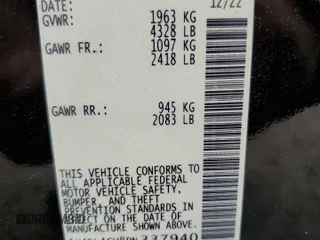 DATE: 12/22
GVWR: 1963 KG
4328 LB
GAWR FR.: 1097 KG
2418 LB
GAWR RR.: 945 KG
2083 LB
THIS VEHICLE CONFORMS TO
ALL APPLICABLE FEDERAL
MOTOR VEHICLE SAFETY,
BUMPER, AND THEFT
PREVENTION STANDARDS IN
EFFECT ON THE DATE OF
MANUFACTURE SHOWN ABOVE.
337940